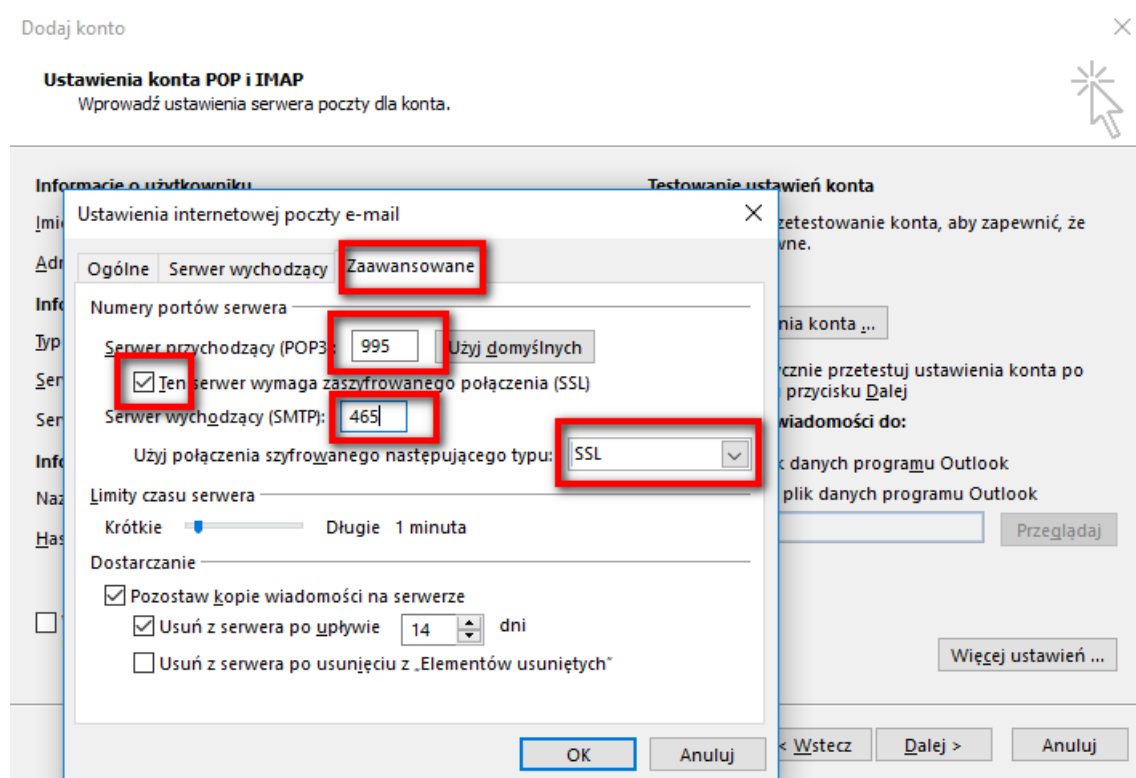 Dodaj konto
Ustawienia konta POP i IMAP
Wprowadź ustawienia serwera poczty dla konta.
Informacje o użytkowniku
Testowanie ustawień konta
Ustawienia internetowej poczty e-mail
konta, aby zapewnić, że
Ogólne Serwer wychodzący Zaawansowane
Numery portów serwera
konta ...
Serwer przychodzący (POP3): 995 Użyj domyślnych
przetestuj ustawienia konta po
Ten serwer wymaga zaszyfrowanego połączenia (SSL)
przycisku Dalej
Serwer wychodzący (SMTP): 465
do:
Użyj połączenia szyfrowanego następującego typu: SSL
danych programu Outlook
Limity czasu serwera
plik danych programu Outlook
Krótkie Długie 1 minuta
Przeglądaj
Dostarczanie
Pozostaw kopie wiadomości na serwerze
Usuń z serwera po upływie 14 dni
Usuń z serwera po usunięciu z „Elementów usuniętych”
Więcej ustawień ...
OK Anuluj
< Wstecz Dalej > Anuluj